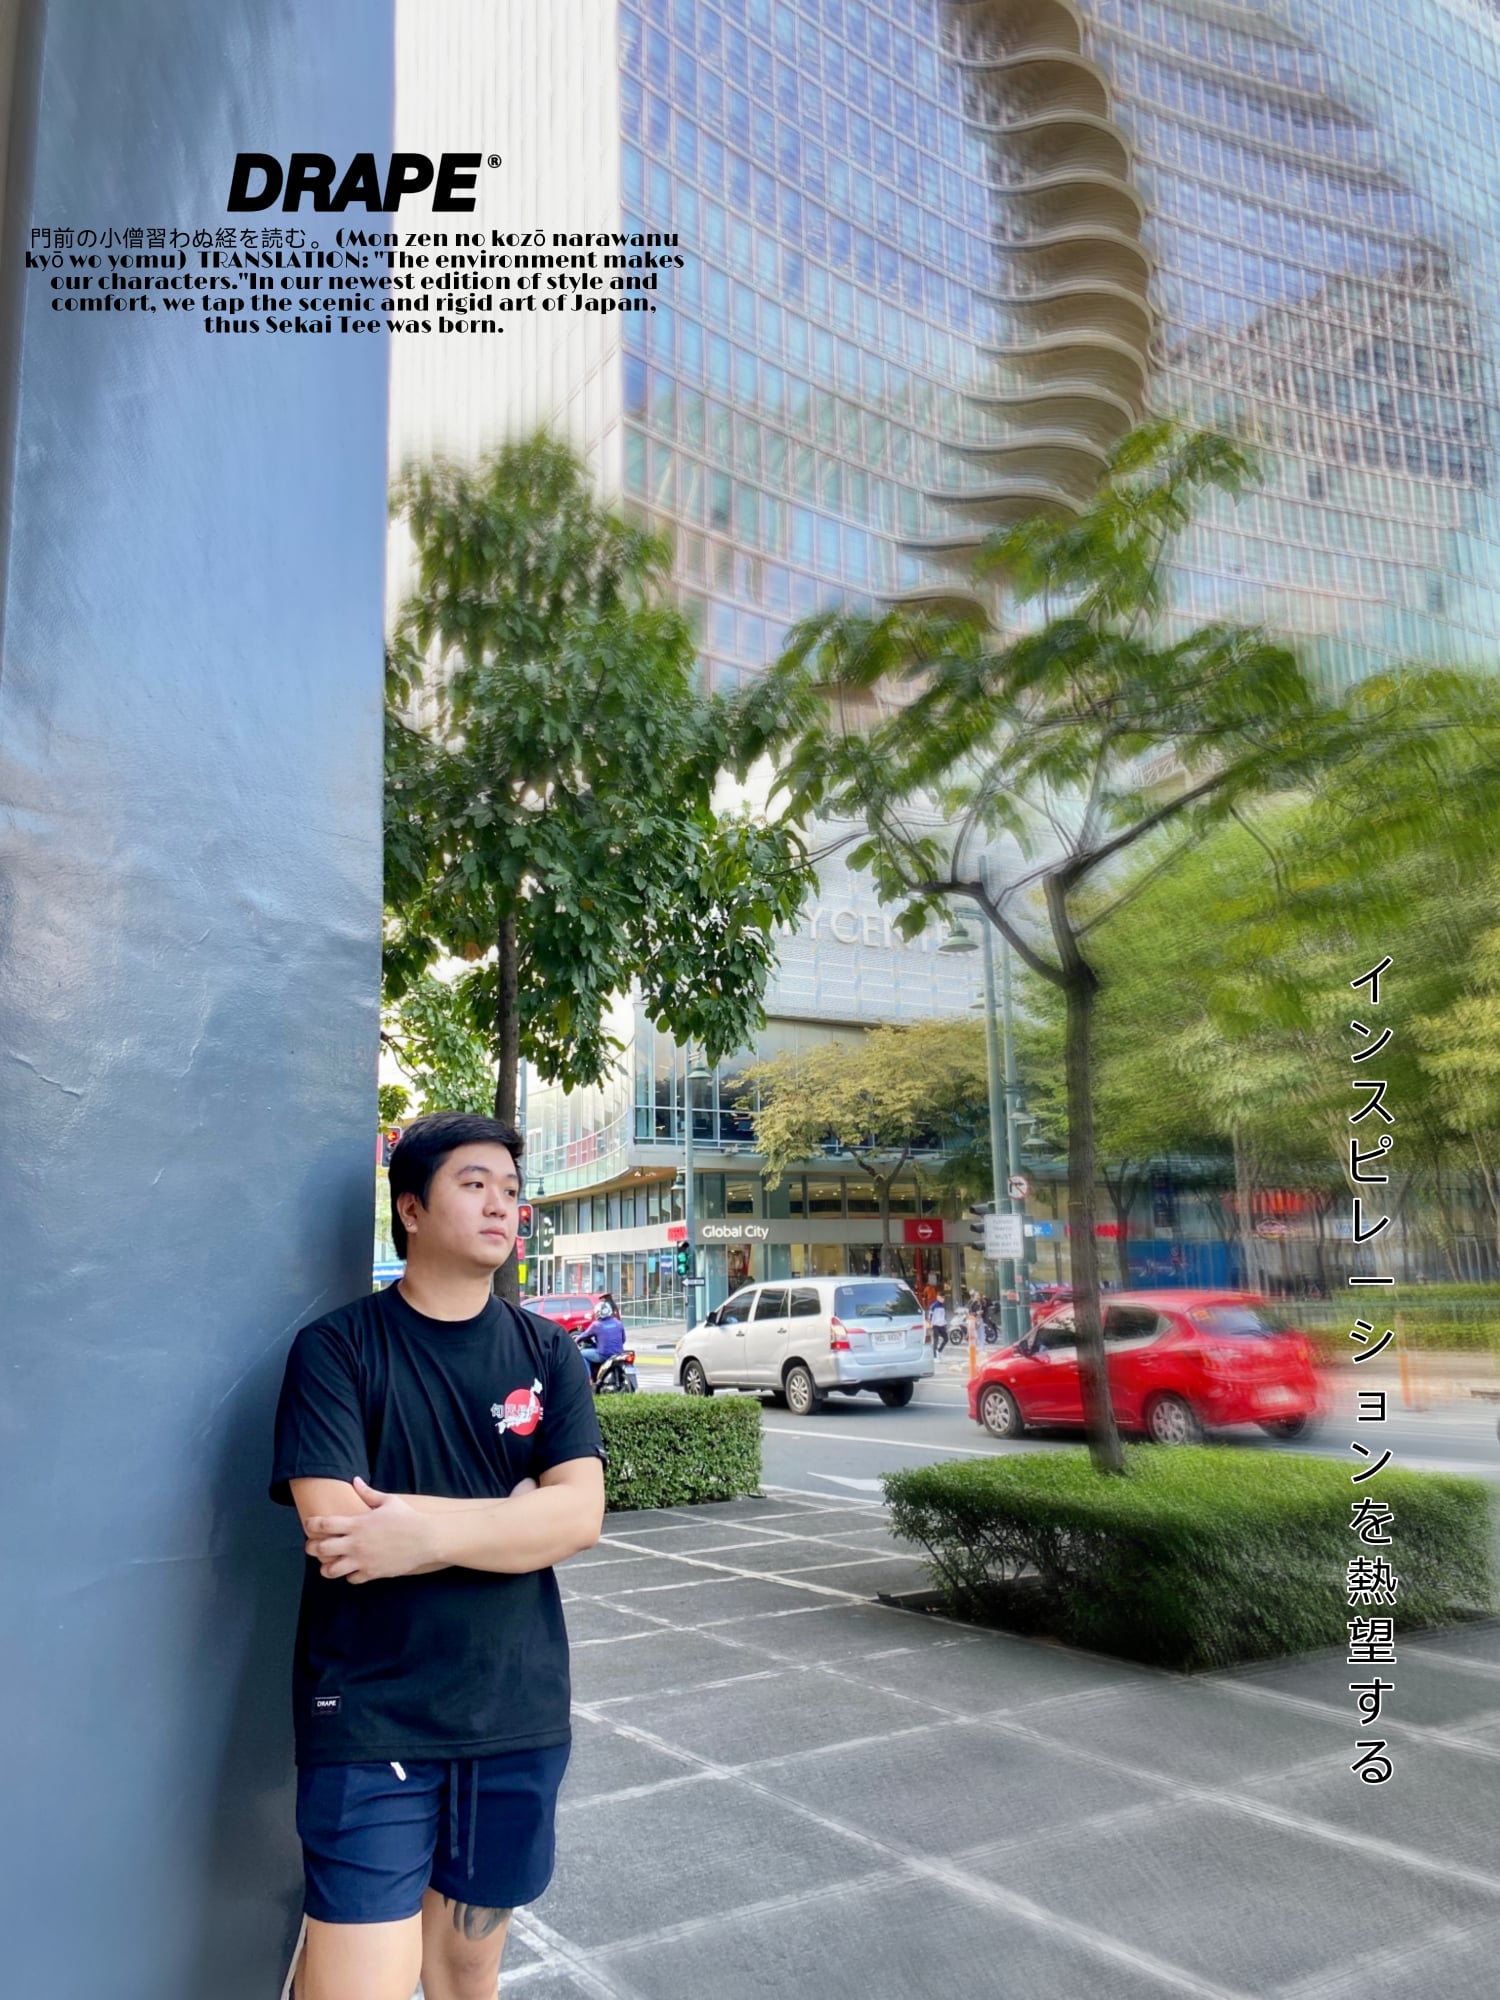 DRAPE®
門前の小僧習わぬ経を読む。(Mon zen no kozō narawanu
kyō wo yomu) TRANSLATION: "The environment makes
our characters."In our newest edition of style and
comfort, we tap the scenic and rigid art of Japan,
thus Sekai Tee was born.
YCENT
インスピレーションを熱望する
Global City
DRAPE